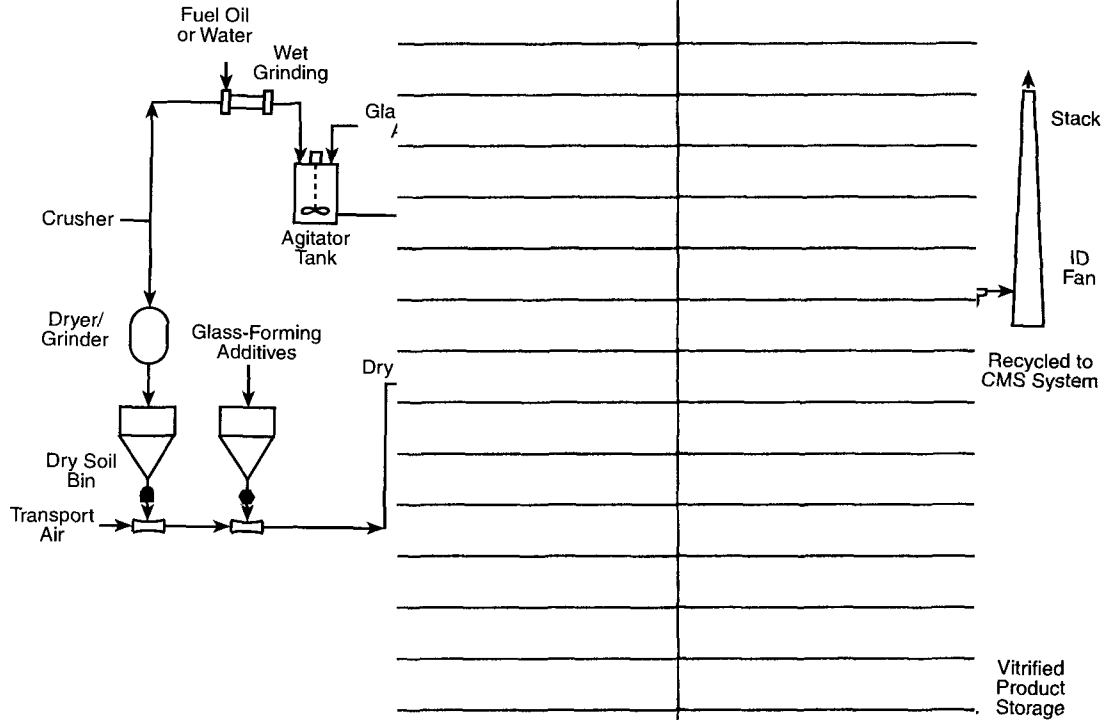 Fuel Oil
or Water
Wet
Grinding
Stack
Crusher
Agitator
Tank
ID
Fan
Dryer/
Grinder
Glass-Forming
Additives
Dry
Recycled to
CMS System
Dry Soil
Bin
Transport
Air
Vitrified
Product
Storage